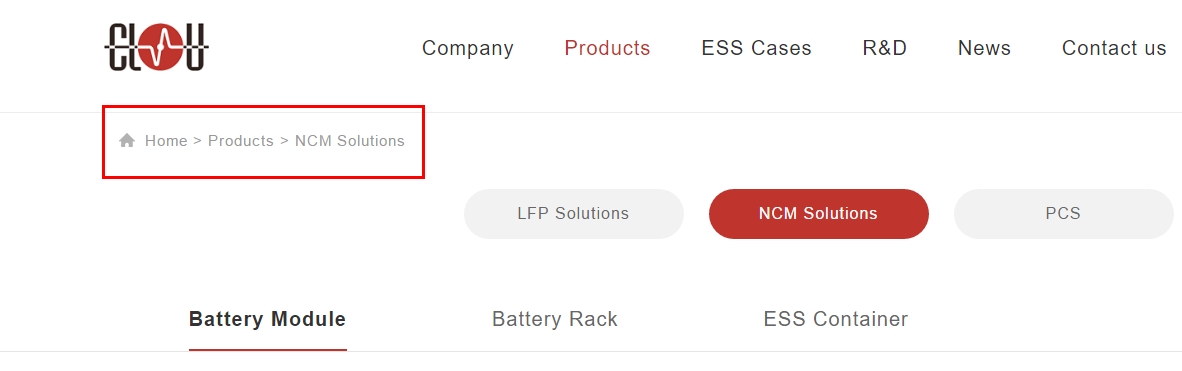 CLOU
Company Products ESS Cases R&D News Contact us
Home > Products > NCM Solutions
LFP Solutions NCM Solutions PCS
Battery Module Battery Rack ESS Container